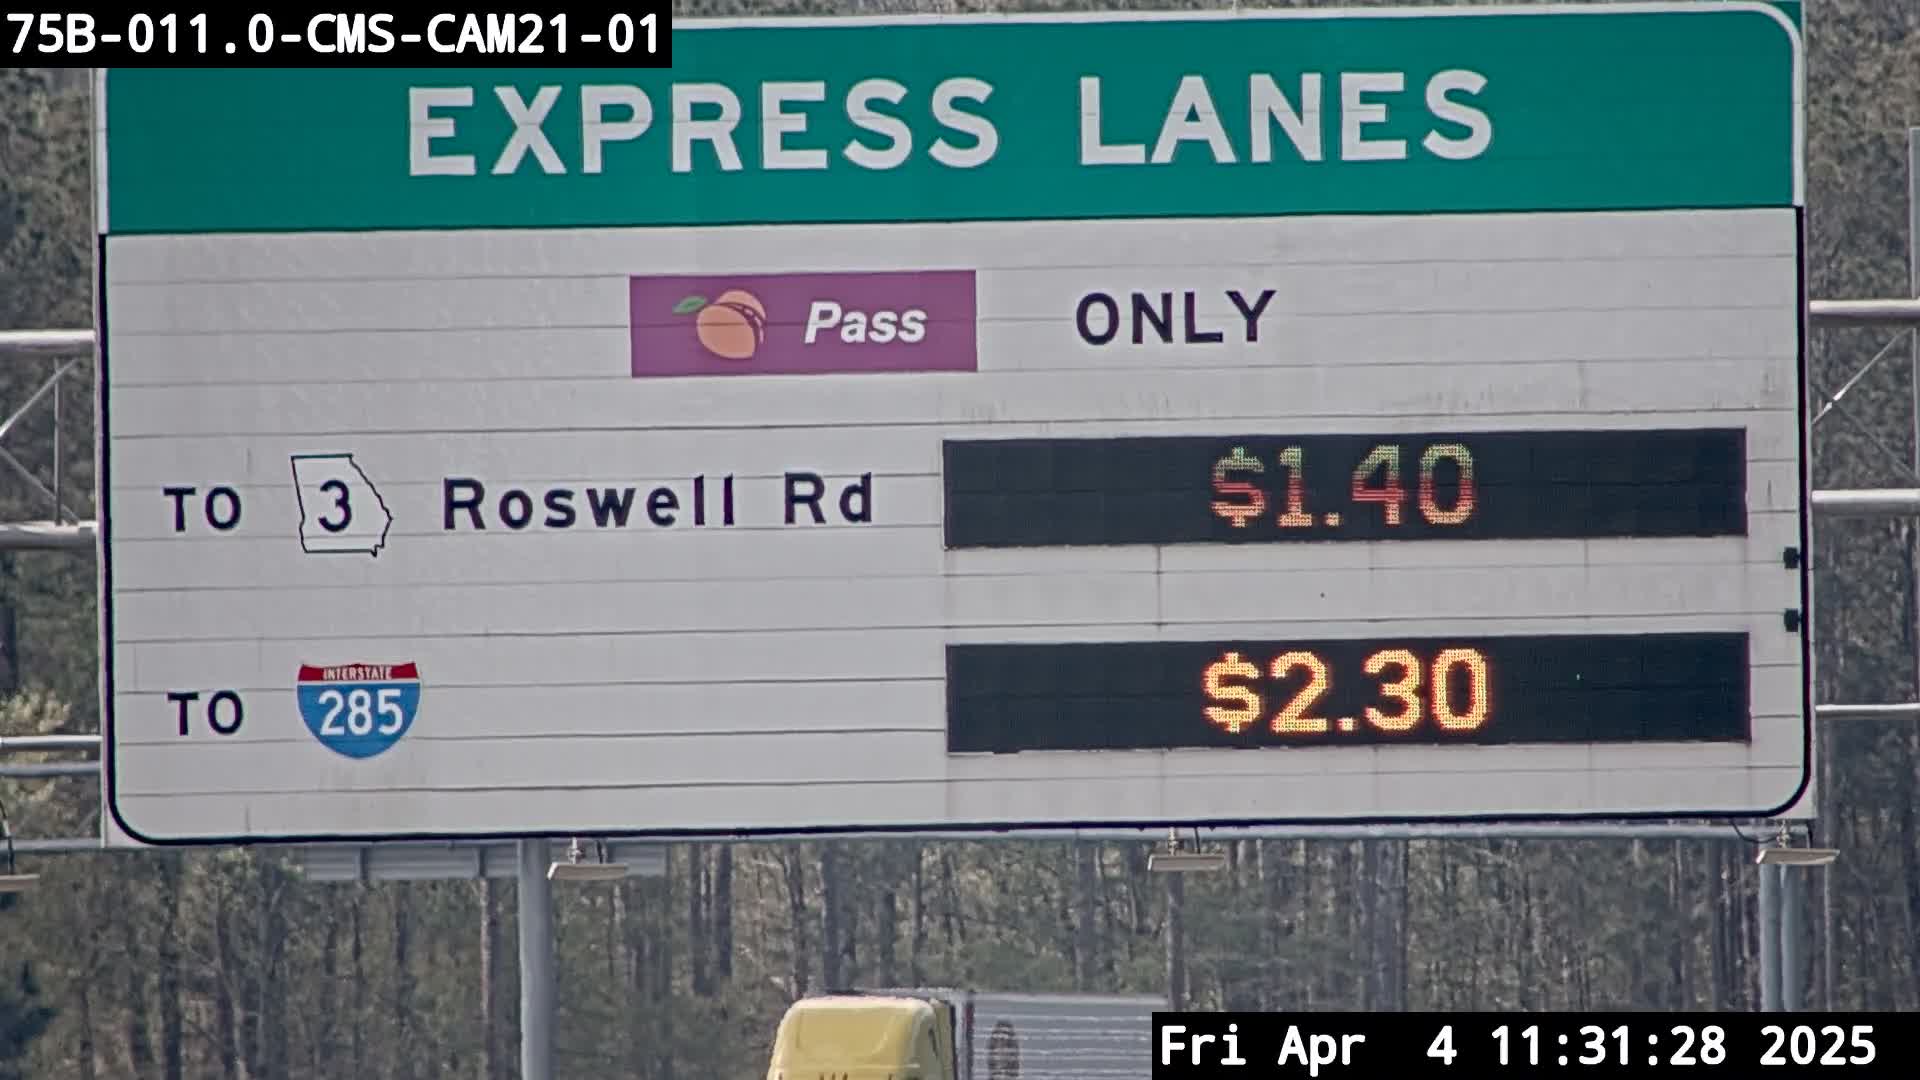 75B-011.0-CMS-CAM21-01
EXPRESS LANES
Pass ONLY
TO 3 Roswell Rd $1.40
TO INTERSTATE 285 $2.30
Fri Apr 4 11:31:28 2025